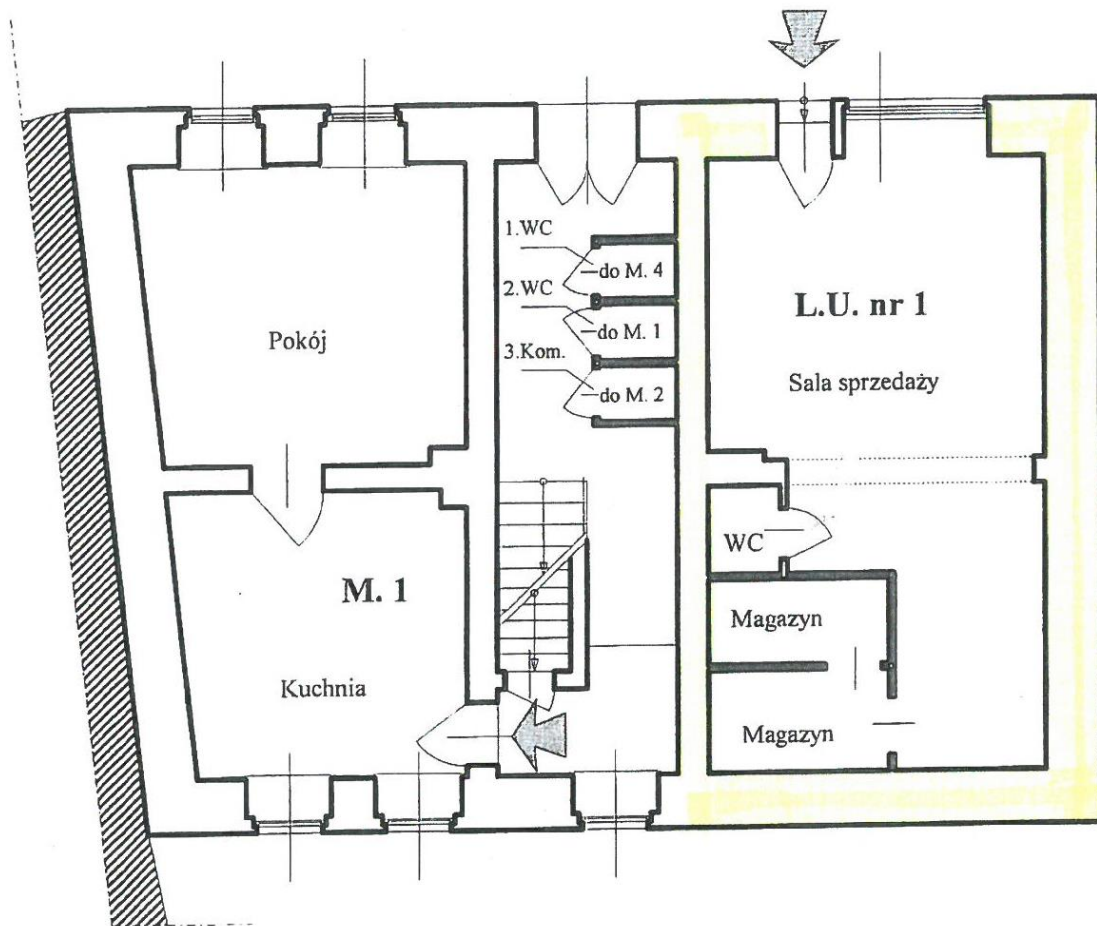 1.WC
do M. 4
2.WC
do M. 1
3.Kom.
do M. 2
L.U. nr 1
Pokój
Sala sprzedaży
WC
M. 1
Magazyn
Kuchnia
Magazyn